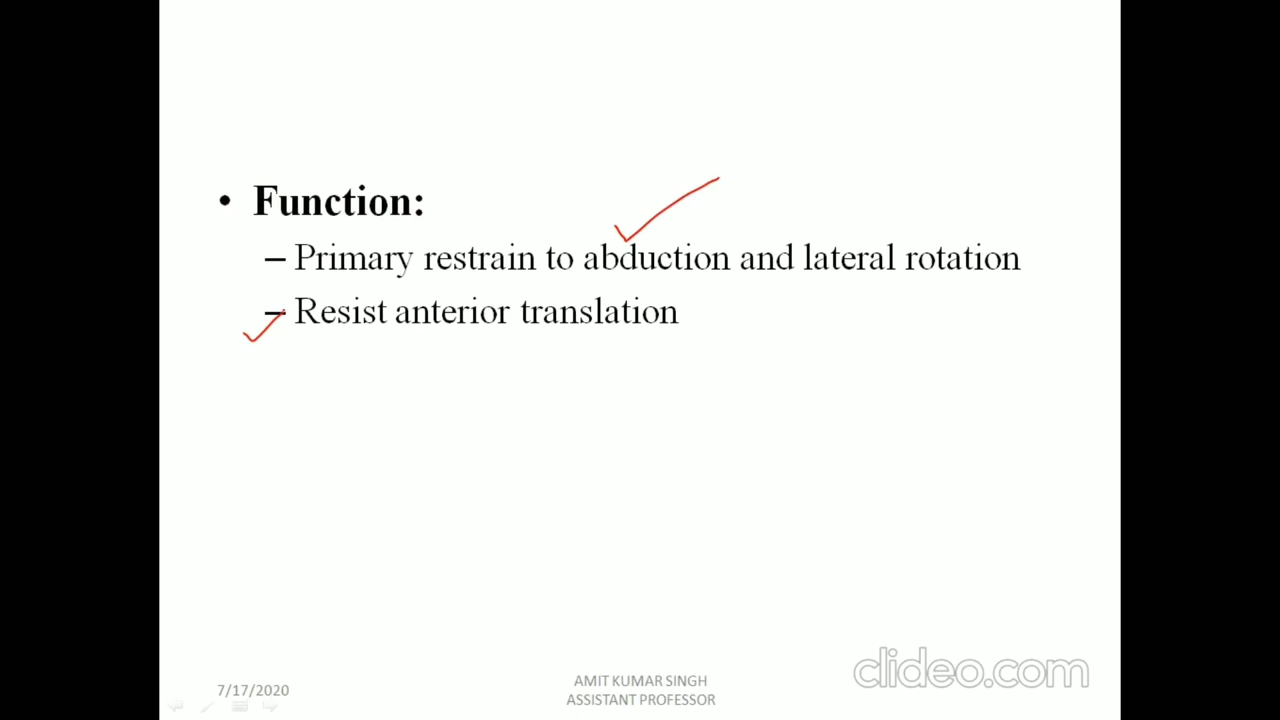 • Function:
– Primary restrain to abduction and lateral rotation
– Resist anterior translation
7/17/2020
AMIT KUMAR SINGH
ASSISTANT PROFESSOR
clideo.com